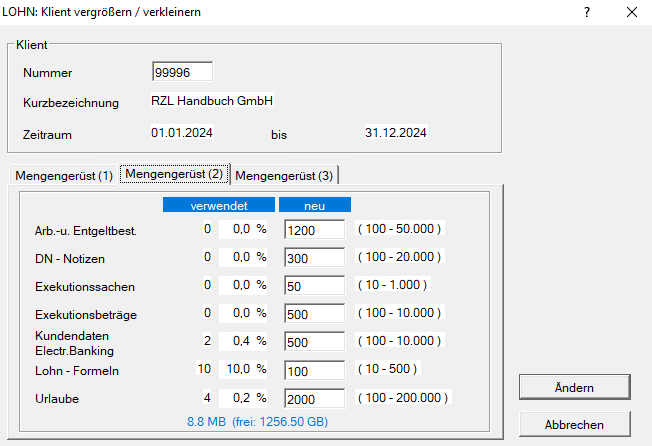 LOHN: Klient vergrößern / verkleinern ?
Klient
Nummer 99996
Kurzbezeichnung RZL Handbuch GmbH
Zeitraum 01.01.2024 bis 31.12.2024
Mengengerüst (1) Mengengerüst (2) Mengengerüst (3)
verwendet neu
Arb.-u. Entgeltbest. 0 0,0 % 1200 ( 100 - 50.000 )
DN - Notizen 0 0,0 % 300 ( 100 - 20.000 )
Exekutionssachen 0 0,0 % 50 ( 10 - 1.000 )
Exekutionsbeträge 0 0,0 % 500 ( 100 - 10.000 )
Kundendaten
Electr.Banking 2 0,4 % 500 ( 100 - 10.000 )
Lohn - Formeln 10 10,0 % 100 ( 10 - 500 )
Urlaube 4 0,2 % 2000 ( 100 - 200.000 )
8.8 MB (frei: 1256.50 GB)
Ändern
Abbrechen